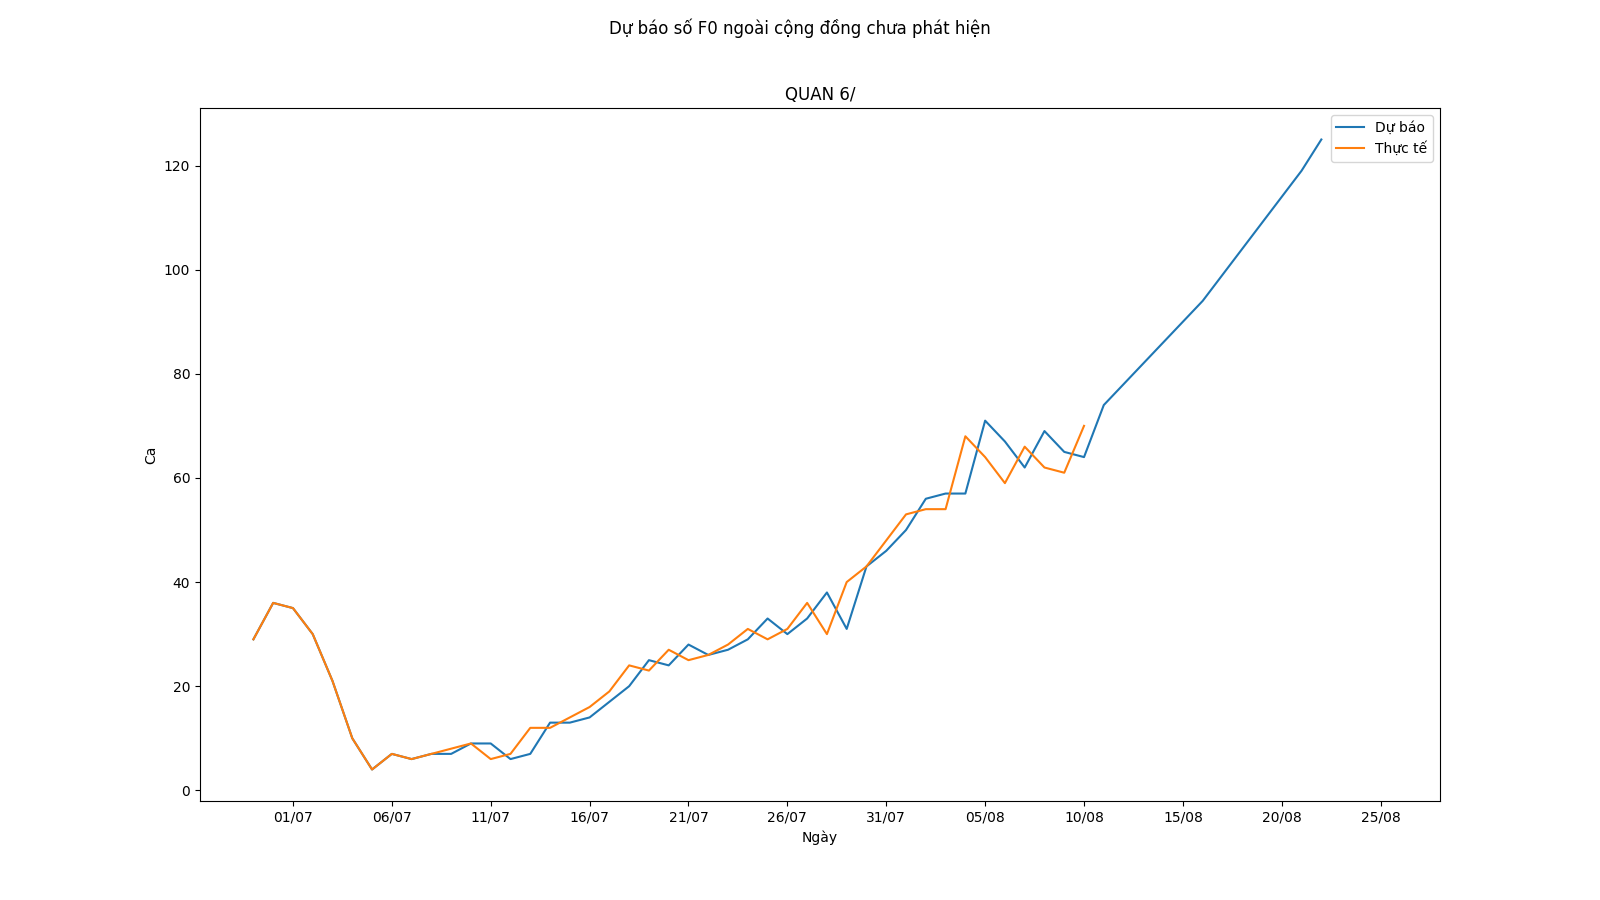 Dự báo số F0 ngoài cộng đồng chưa phát hiện
QUAN 6/
Dự báo
Thực tế
120
100
80
60
40
20
0
Ca
01/07 06/07 11/07 16/07 21/07 26/07 31/07 05/08 10/08 15/08 20/08 25/08
Ngày